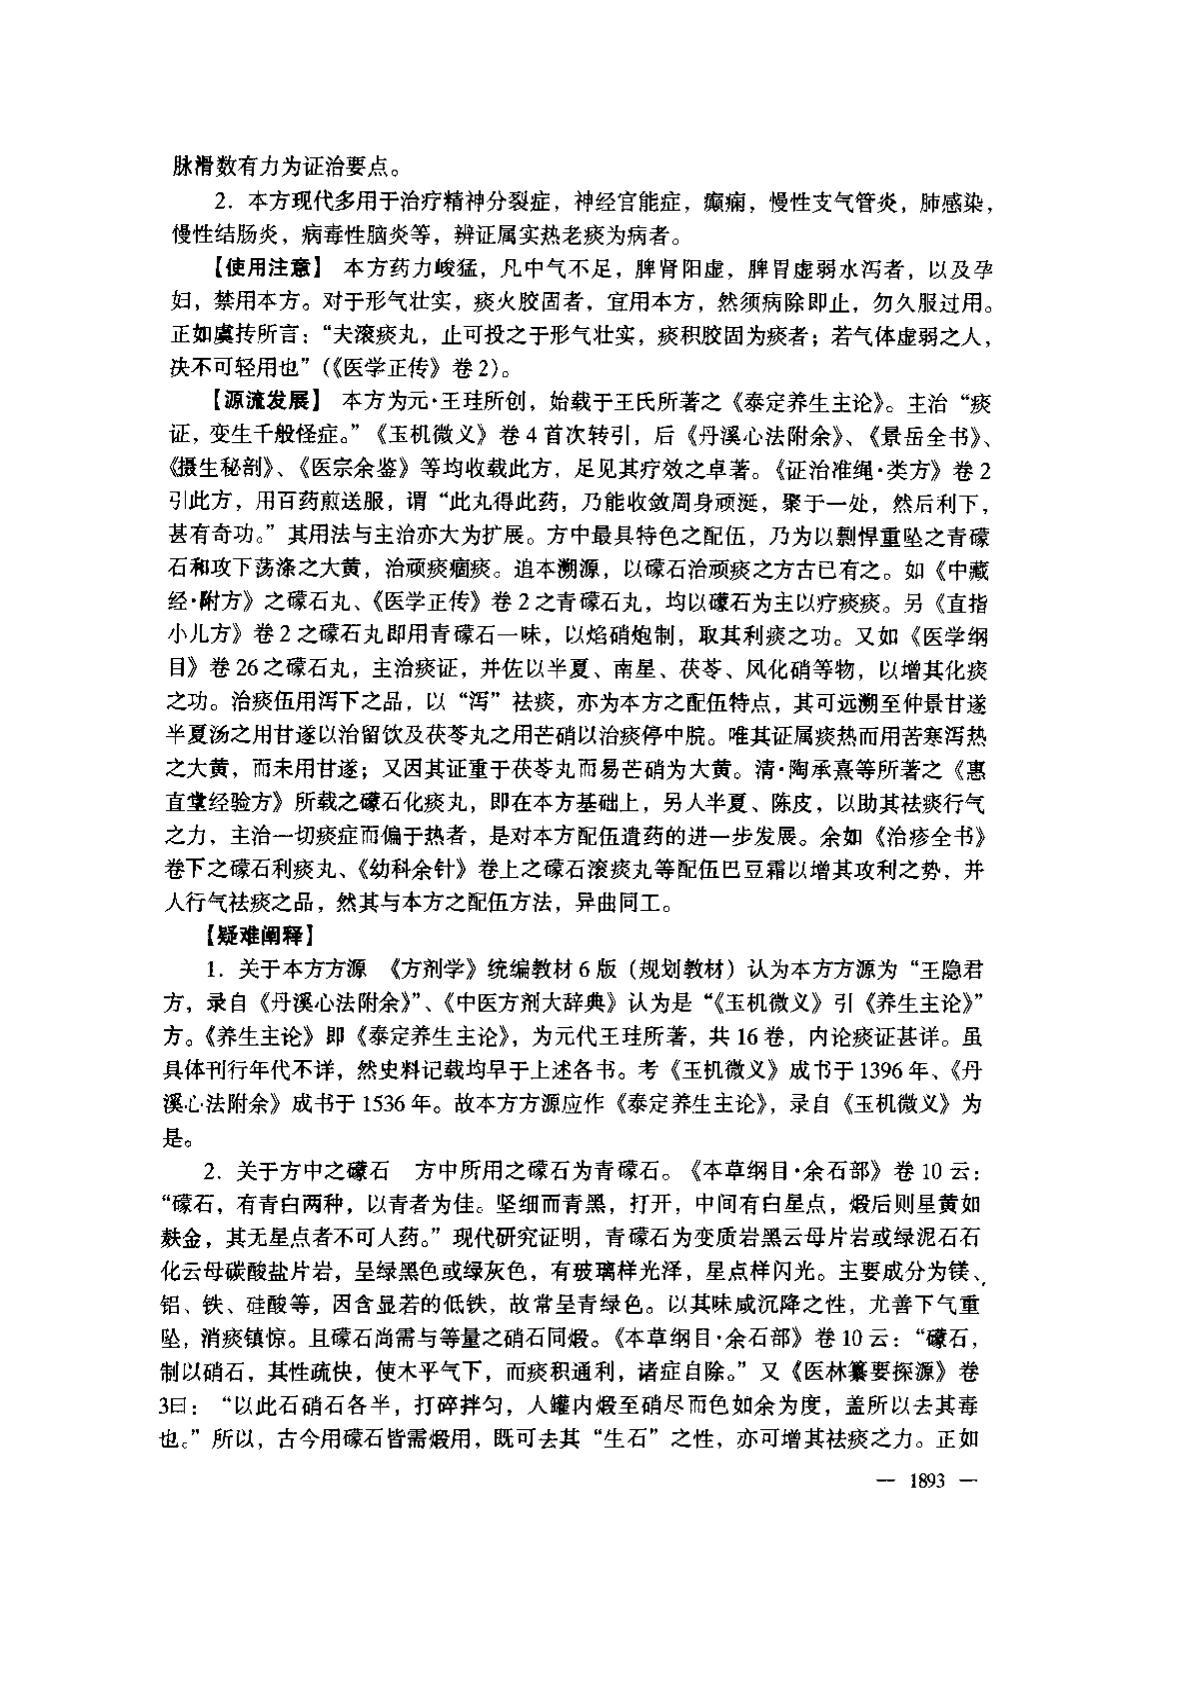 脉滑数有力为证治要点。
2．本方现代多用于治疗精神分裂症，神经官能症，癫痫，慢性支气管炎，肺感染，
慢性结肠炎，病毒性脑炎等，辨证属实热老痰为病者。
【使用注意】 本方药力峻猛，凡中气不足，脾肾阳虚，脾胃虚弱水泻者，以及孕
妇，禁用本方。对于形气壮实，痰火胶固者，宜用本方，然须病除即止，勿久服过用。
正如虞抟所言：“夫滚痰丸，止可投之于形气壮实，痰积胶固为痰者；若气体虚弱之人，
决不可轻用也”（《医学正传》卷2）。
【源流发展】 本方为元·王珪所创，始载于王氏所著之《泰定养生主论》。主治“痰
证，变生千般怪症。”《玉机微义》卷4首次转引，后《丹溪心法附余》、《景岳全书》、
《摄生秘剖》、《医宗余鉴》等均收载此方，足见其疗效之卓著。《证治准绳·类方》卷2
引此方，用百药煎送服，谓“此丸得此药，乃能收敛周身顽涎，聚于一处，然后利下，
甚有奇功。”其用法与主治亦大为扩展。方中最具特色之配伍，乃为以剽悍重坠之青礞
石和攻下荡涤之大黄，治顽痰痼痰。追本溯源，以礞石治顽痰之方古已有之。如《中藏
经·附方》之礞石丸、《医学正传》卷2之青礞石丸，均以礞石为主以疗痰痰。另《直指
小儿方》卷2之礞石丸即用青礞石一味，以焰硝炮制，取其利痰之功。又如《医学纲
目》卷26之礞石丸，主治痰证，并佐以半夏、南星、茯苓、风化硝等物，以增其化痰
之功。治痰伍用泻下之品，以“泻”祛痰，亦为本方之配伍特点，其可远溯至仲景甘遂
半夏汤之用甘遂以治留饮及茯苓丸之用芒硝以治痰停中脘。唯其证属痰热而用苦寒泻热
之大黄，而未用甘遂；又因其证重于茯苓丸而易芒硝为大黄。清·陶承熹等所著之《惠
直堂经验方》所载之礞石化痰丸，即在本方基础上，另人半夏、陈皮，以助其祛痰行气
之力，主治一切痰症而偏于热者，是对本方配伍遣药的进一步发展。余如《治疹全书》
卷下之礞石利痰丸、《幼科余针》卷上之礞石滚痰丸等配伍巴豆霜以增其攻利之势，并
人行气祛痰之品，然其与本方之配伍方法，异曲同工。
【疑难阐释】
1．关于本方方源 《方剂学》统编教材6版（规划教材）认为本方方源为“王隐君
方，录自《丹溪心法附余》”、《中医方剂大辞典》认为是“《玉机微义》引《养生主论》”
方。《养生主论》即《泰定养生主论》，为元代王珪所著，共16卷，内论痰证甚详。虽
具体刊行年代不详，然史料记载均早于上述各书。考《玉机微义》成书于1396年、《丹
溪心法附余》成书于1536年。故本方方源应作《泰定养生主论》，录自《玉机微义》为
是。
2．关于方中之礞石 方中所用之礞石为青礞石。《本草纲目·余石部》卷10云：
“礞石，有青白两种，以青者为佳。坚细而青黑，打开，中间有白星点，煅后则星黄如
麸金，其无星点者不可人药。”现代研究证明，青礞石为变质岩黑云母片岩或绿泥石石
化云母碳酸盐片岩，呈绿黑色或绿灰色，有玻璃样光泽，星点样闪光。主要成分为镁、
铝、铁、硅酸等，因含显若的低铁，故常呈青绿色。以其味咸沉降之性，尤善下气重
坠，消痰镇惊。且礞石尚需与等量之硝石同煅。《本草纲目·余石部》卷10云：“礞石，
制以硝石，其性疏快，使木平气下，而痰积通利，诸症自除。”又《医林纂要探源》卷
3曰：“以此石硝石各半，打碎拌匀，人罐内煅至硝尽而色如余为度，盖所以去其毒
也。”所以，古今用礞石皆需煅用，既可去其“生石”之性，亦可增其祛痰之力。正如
— 1893 —